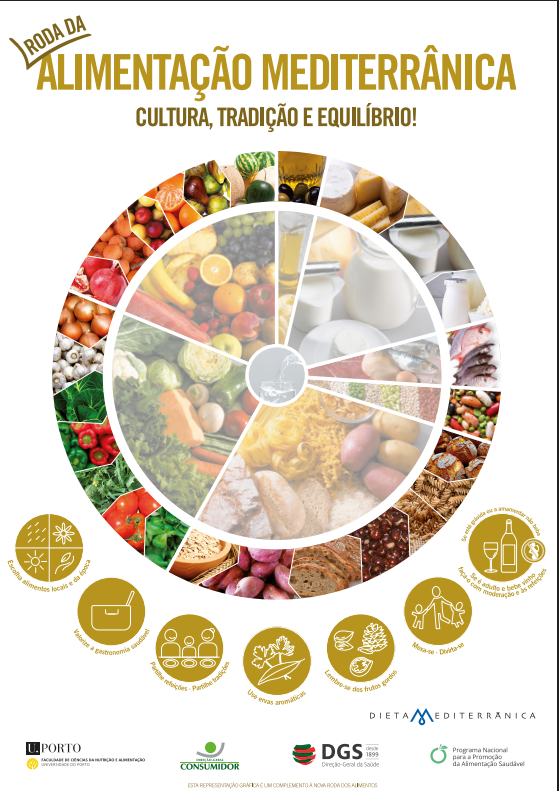 RODA DA
ALIMENTAÇÃO MEDITERRÂNICA
CULTURA, TRADIÇÃO E EQUILÍBRIO!
Escolha alimentos locais e da época
Valorize a gastronomia saudável
Partilhe refeições - Partilhe tradições
Use ervas aromáticas
Lembre-se dos frutos gordos
Mexa-se - Divirta-se
Se está grávida ou a amamentar não beba
Se é adulto e bebe vinho
faça-o com moderação e às refeições
DIETA MEDITERRÂNICA
U. PORTO
FACULDADE DE CIÊNCIAS DA NUTRIÇÃO E ALIMENTAÇÃO
UNIVERSIDADE DO PORTO
DIREÇÃO-GERAL
CONSUMIDOR
DGS desde
1899
Direção-Geral da Saúde
Programa Nacional
para a Promoção
da Alimentação Saudável
ESTA REPRESENTAÇÃO GRÁFICA É UM COMPLEMENTO À NOVA RODA DOS ALIMENTOS